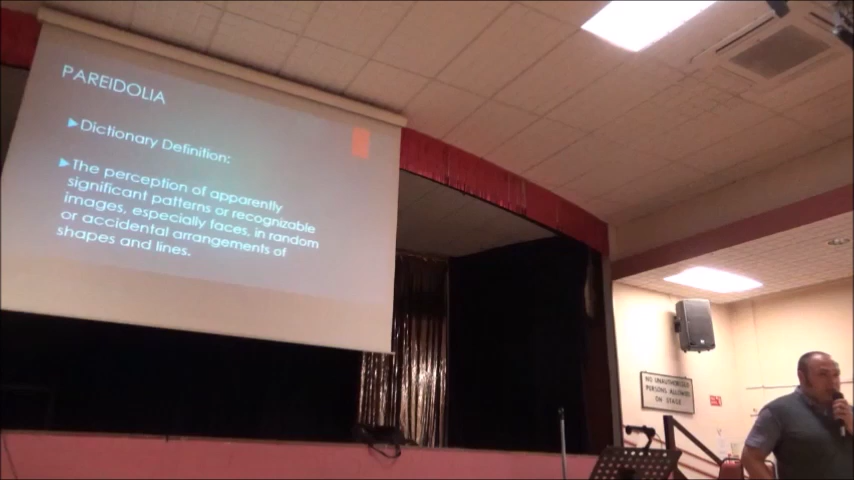 PAREIDOLIA
Dictionary Definition:
The perception of apparently
significant patterns or recognizable
images, especially faces, in random
or accidental arrangements of
shapes and lines.
NO UNAUTHORISED
PERSONS ALLOWED
ON STAGE